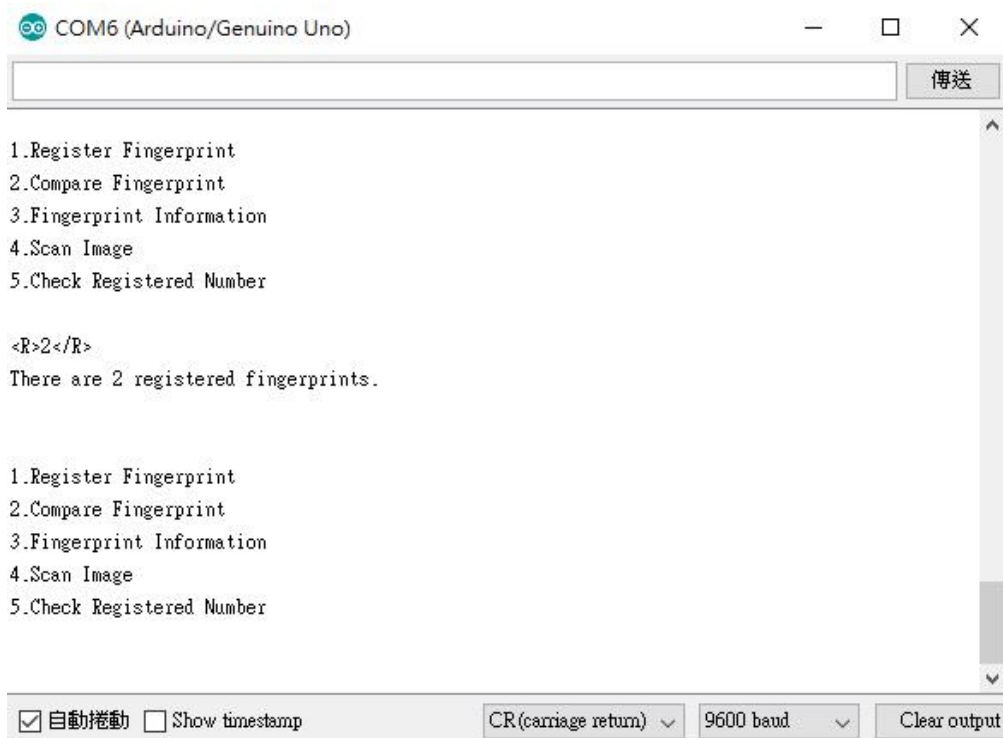 COM6 (Arduino/Genuino Uno)
傳送
1.Register Fingerprint
2.Compare Fingerprint
3.Fingerprint Information
4.Scan Image
5.Check Registered Number
<R>2</R>
There are 2 registered fingerprints.
1.Register Fingerprint
2.Compare Fingerprint
3.Fingerprint Information
4.Scan Image
5.Check Registered Number
自動捲動 Show timestamp CR(carriage return) 9600 baud Clear output